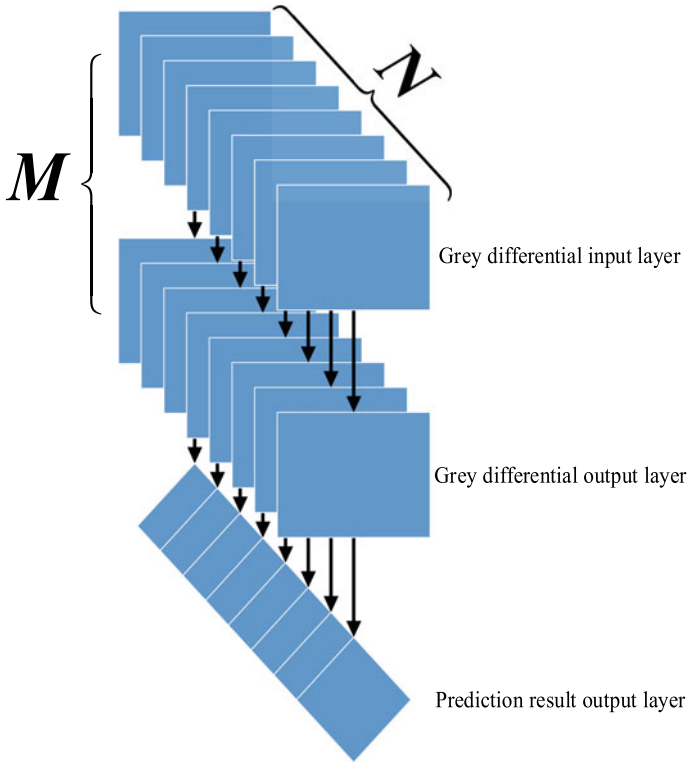 N
M
Grey differential input layer
Grey differential output layer
Prediction result output layer